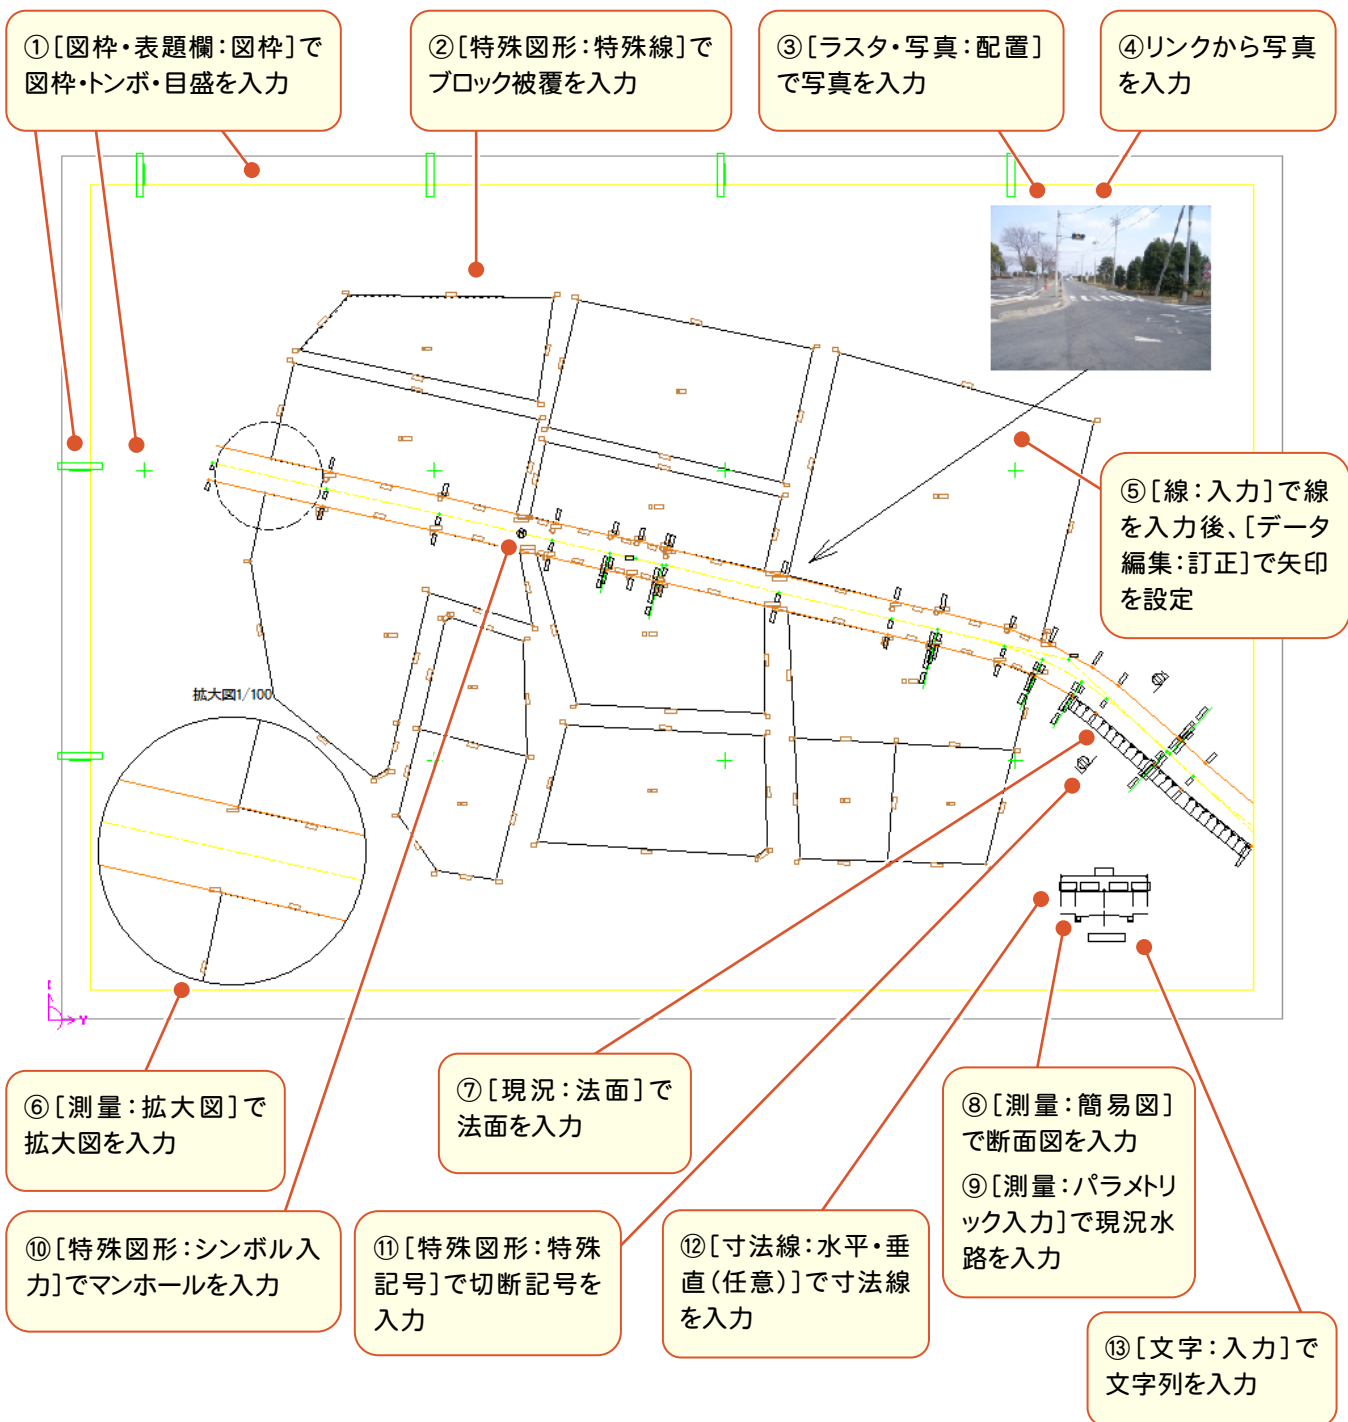 ①[図枠・表題欄:図枠]で
図枠・トンボ・目盛を入力
②[特殊図形:特殊線]で
ブロック被覆を入力
③[ラスタ・写真:配置]
で写真を入力
④リンクから写真
を入力
⑤[線:入力]で線
を入力後、[データ
編集:訂正]で矢印
を設定
拡大図1/100
Y
⑥[測量:拡大図]で
拡大図を入力
⑦[現況:法面]で
法面を入力
⑧[測量:簡易図]
で断面図を入力
⑨[測量:パラメトリ
ック入力]で現況水
路を入力
⑩[特殊図形:シンボル入
力]でマンホールを入力
⑪[特殊図形:特殊
記号]で切断記号を
入力
⑫[寸法線:水平・垂
直(任意)]で寸法線
を入力
⑬[文字:入力]で
文字列を入力